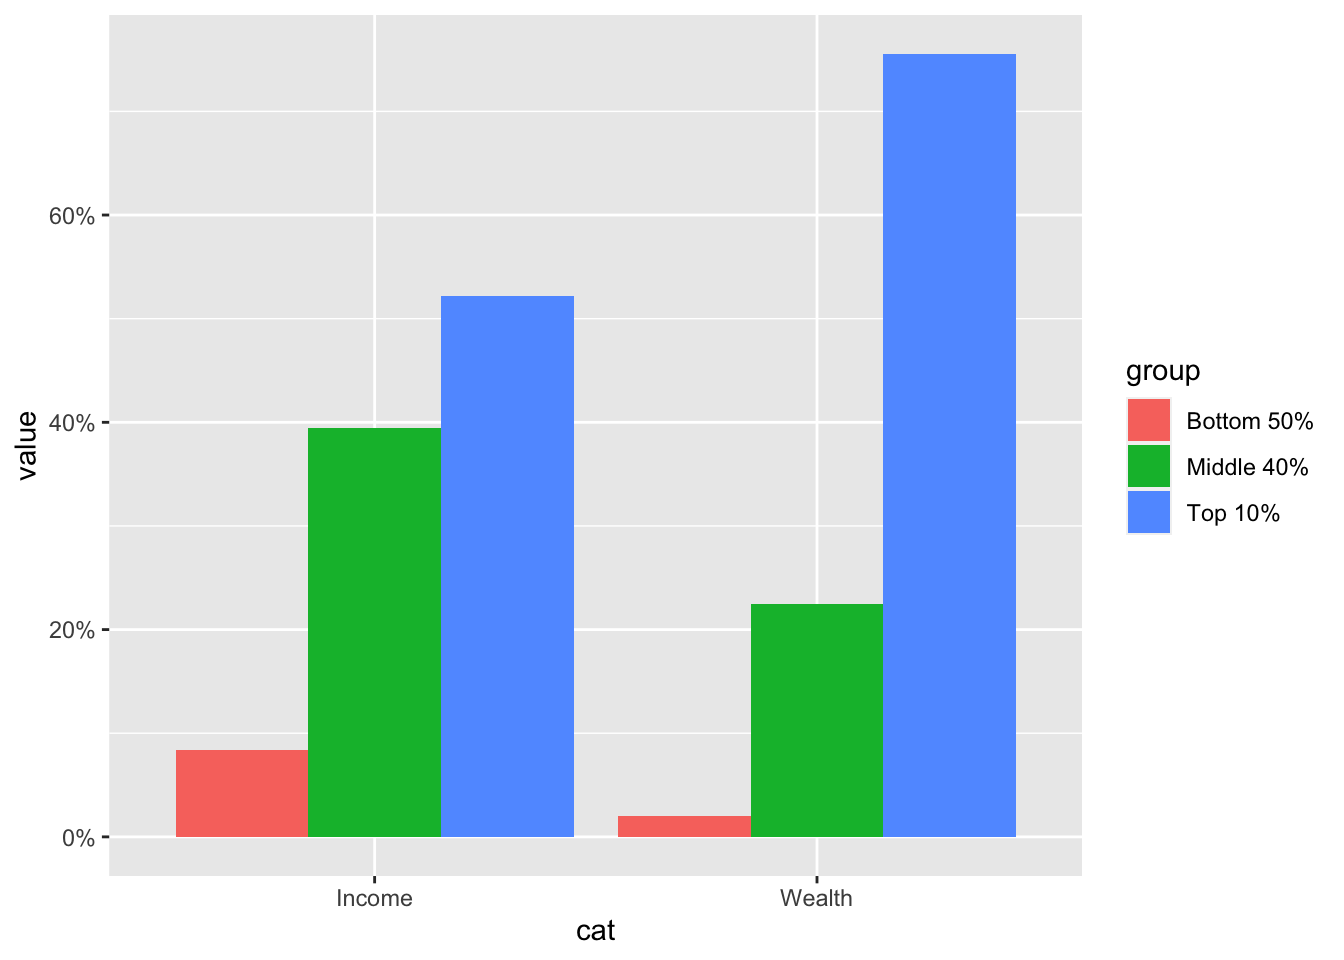 60%
40%
20%
0%
value
Income
Wealth
cat
group
Bottom 50%
Middle 40%
Top 10%